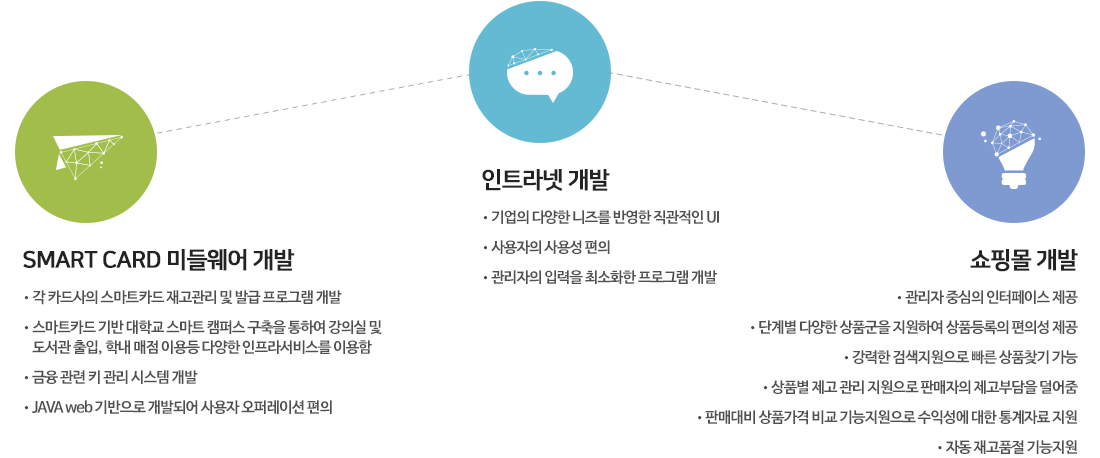 SMART CARD 미들웨어 개발
• 각 카드사의 스마트카드 재고관리 및 발급 프로그램 개발
• 스마트카드 기반 대학교 스마트 캠퍼스 구축을 통하여 강의실 및
도서관 출입, 학내 매점 이용등 다양한 인프라서비스를 이용함
• 금융 관련 키 관리 시스템 개발
• JAVA web 기반으로 개발되어 사용자 오퍼레이션 편의
인트라넷 개발
• 기업의 다양한 니즈를 반영한 직관적인 UI
• 사용자의 사용성 편의
• 관리자의 입력을 최소화한 프로그램 개발
쇼핑몰 개발
• 관리자 중심의 인터페이스 제공
• 단계별 다양한 상품군을 지원하여 상품등록의 편의성 제공
• 강력한 검색지원으로 빠른 상품찾기 가능
• 상품별 제고 관리 지원으로 판매자의 제고부담을 덜어줌
• 판매대비 상품가격 비교 기능지원으로 수익성에 대한 통계자료 지원
• 자동 재고품절 기능지원